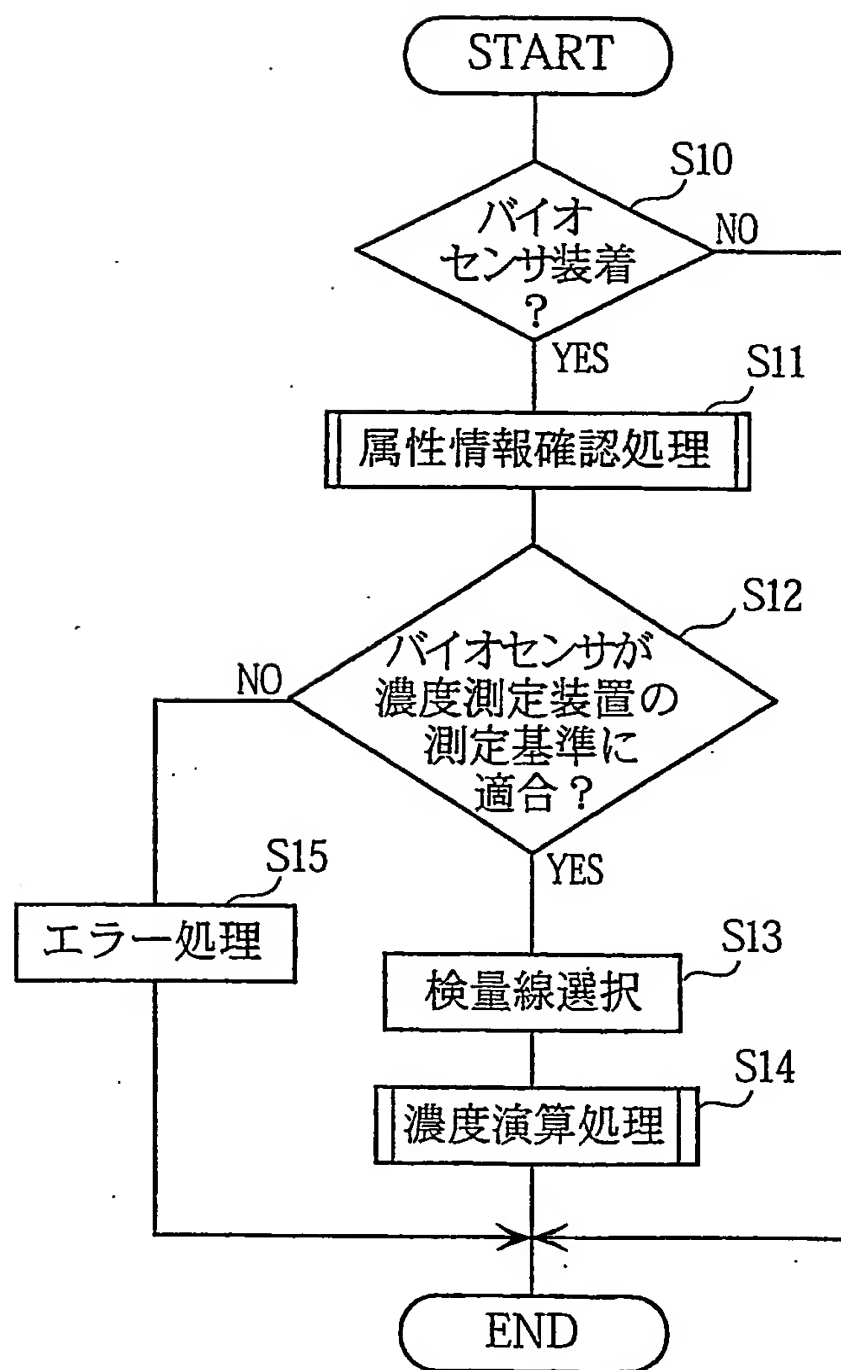 START
S10
バイオ
センサ装着
?
NO
YES
S11
属性情報確認処理
S12
バイオセンサが
濃度測定装置の
測定基準に
適合?
NO
YES
S15
エラー処理
S13
検量線選択
S14
濃度演算処理
END